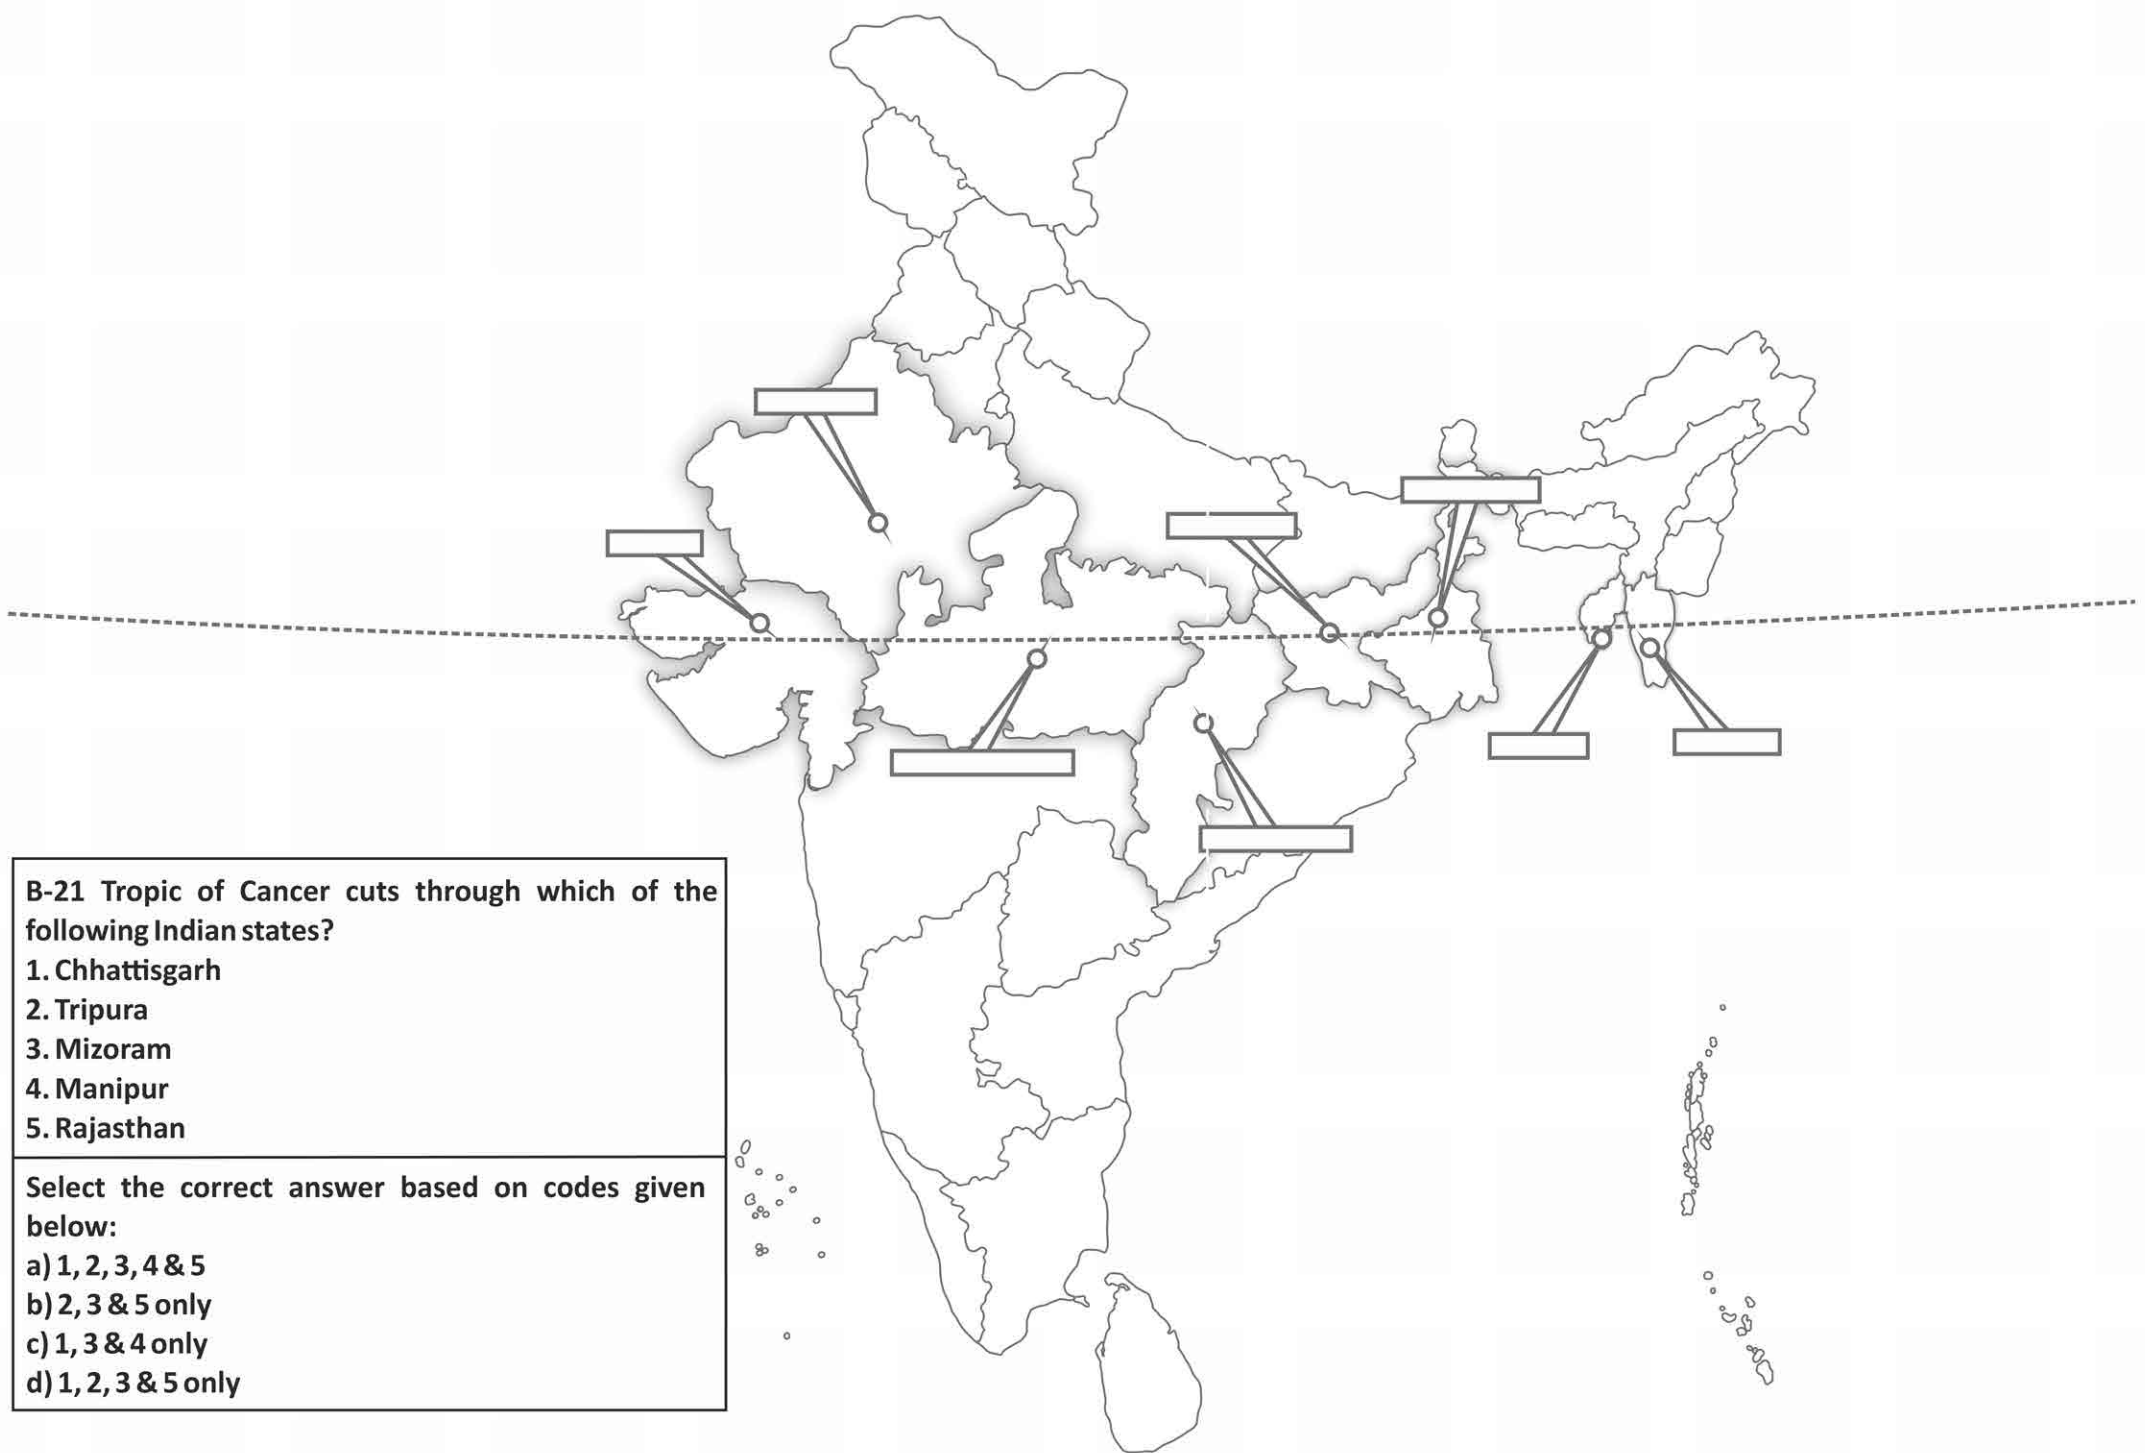 B-21 Tropic of Cancer cuts through which of the
following Indian states?
1. Chhattisgarh
2. Tripura
3. Mizoram
4. Manipur
5. Rajasthan
Select the correct answer based on codes given
below:
a) 1, 2, 3, 4 & 5
b) 2, 3 & 5 only
c) 1, 3 & 4 only
d) 1, 2, 3 & 5 only